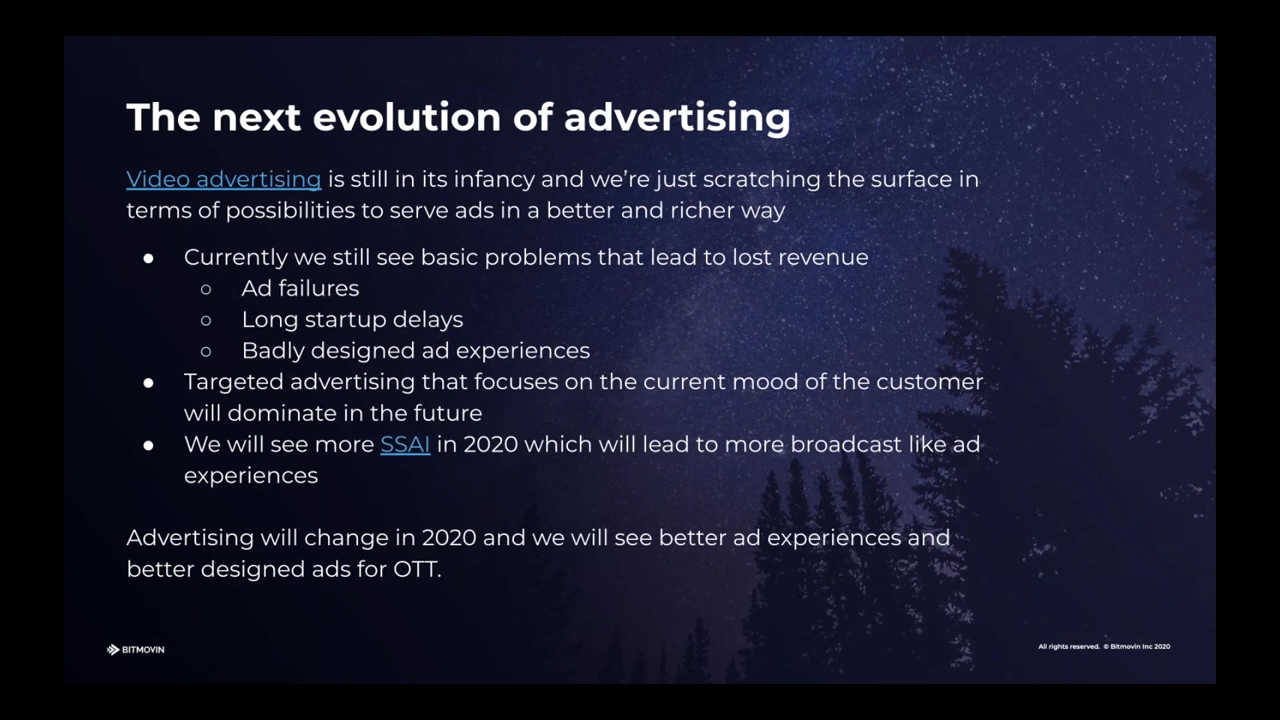 The next evolution of advertising
Video advertising is still in its infancy and we’re just scratching the surface in
terms of possibilities to serve ads in a better and richer way
● Currently we still see basic problems that lead to lost revenue
○ Ad failures
○ Long startup delays
○ Badly designed ad experiences
● Targeted advertising that focuses on the current mood of the customer
will dominate in the future
● We will see more SSAI in 2020 which will lead to more broadcast like ad
experiences
Advertising will change in 2020 and we will see better ad experiences and
better designed ads for OTT.
BITMOVIN
All rights reserved. © Bitmovin Inc 2020